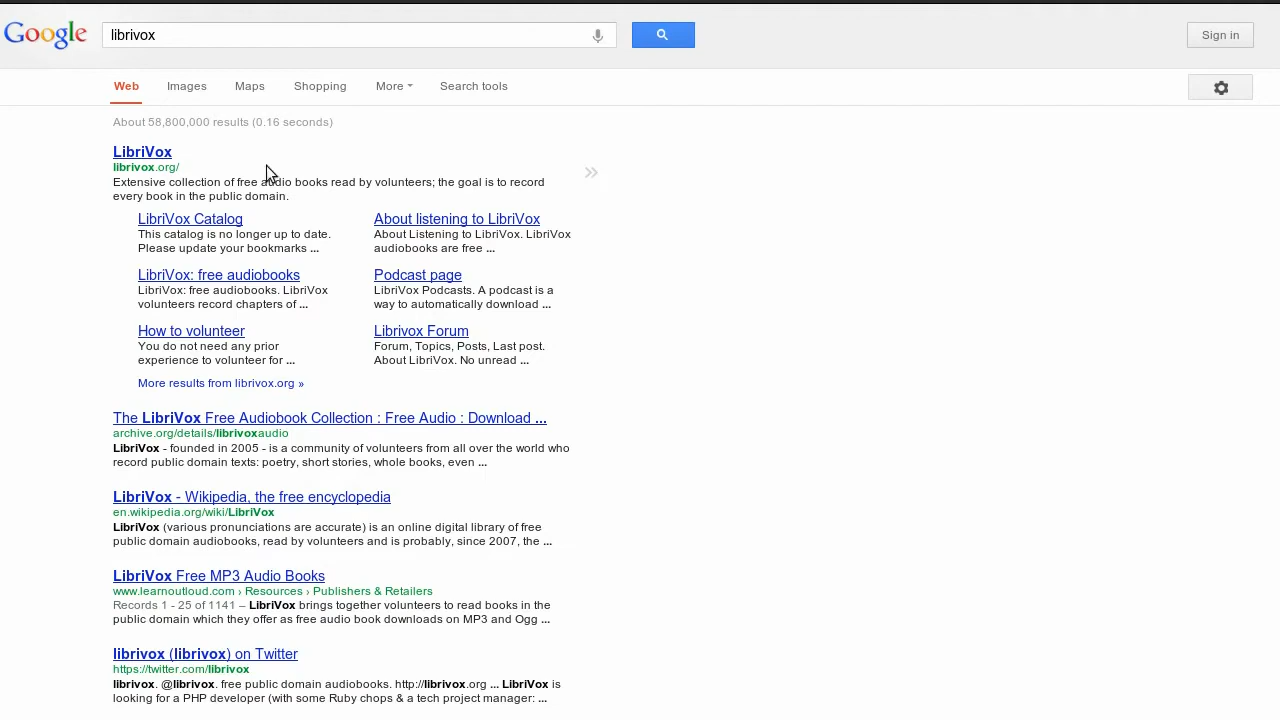 Google librivox Sign in
Web Images Maps Shopping More Search tools
About 58,800,000 results (0.16 seconds)
LibriVox
librivox.org/
Extensive collection of free audio books read by volunteers; the goal is to record
every book in the public domain.
LibriVox Catalog
This catalog is no longer up to date.
Please update your bookmarks ...
About listening to LibriVox
About Listening to LibriVox. LibriVox
audiobooks are free ...
LibriVox: free audiobooks
LibriVox: free audiobooks. LibriVox
volunteers record chapters of ...
Podcast page
LibriVox Podcasts. A podcast is a
way to automatically download ...
How to volunteer
You do not need any prior
experience to volunteer for ...
Librivox Forum
Forum, Topics, Posts, Last post.
About LibriVox. No unread ...
More results from librivox.org »
The LibriVox Free Audiobook Collection : Free Audio : Download ...
archive.org/details/librivoxaudio
LibriVox - founded in 2005 - is a community of volunteers from all over the world who
record public domain texts: poetry, short stories, whole books, even ...
LibriVox - Wikipedia, the free encyclopedia
en.wikipedia.org/wiki/LibriVox
LibriVox (various pronunciations are accurate) is an online digital library of free
public domain audiobooks, read by volunteers and is probably, since 2007, the ...
LibriVox Free MP3 Audio Books
www.learnoutloud.com › Resources › Publishers & Retailers
Records 1 - 25 of 1141 – LibriVox brings together volunteers to read books in the
public domain which they offer as free audio book downloads on MP3 and Ogg ...
librivox (librivox) on Twitter
https://twitter.com/librivox
librivox. @librivox. free public domain audiobooks. http://librivox.org ... LibriVox is
looking for a PHP developer (with some Ruby chops & a tech project manager: ...